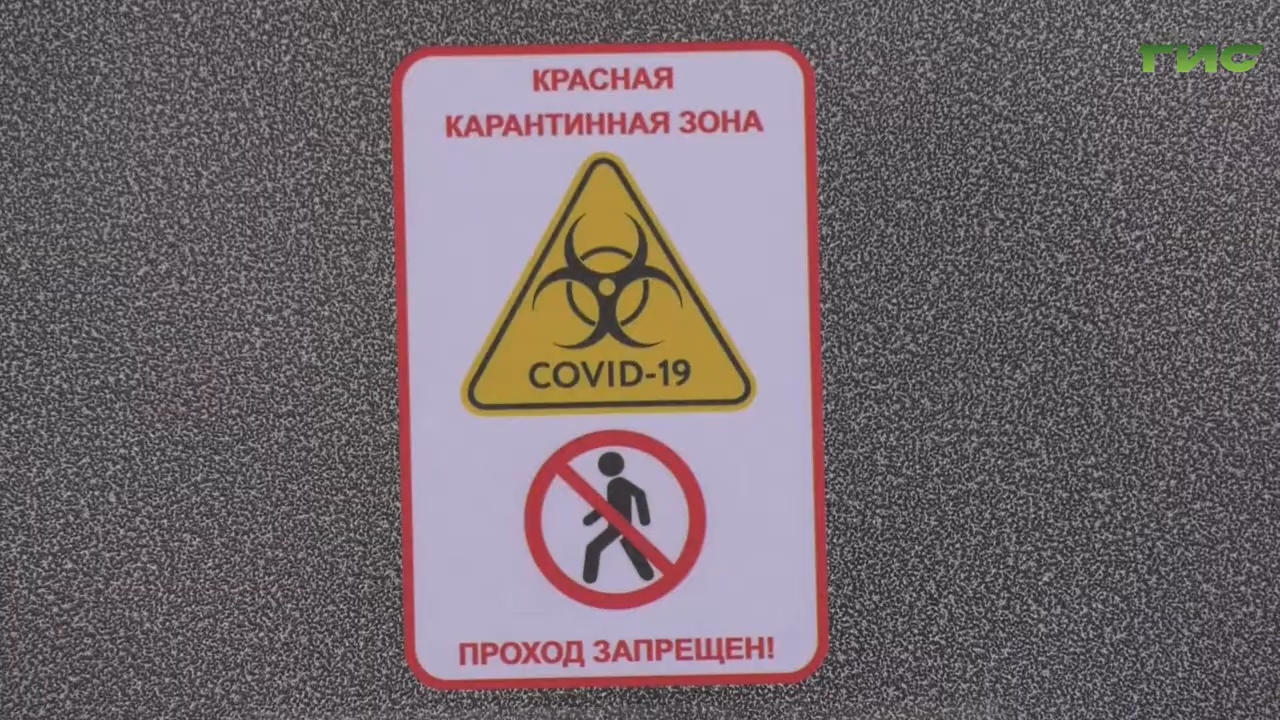 ГИС
КРАСНАЯ
КАРАНТИННАЯ ЗОНА
COVID-19
ПРОХОД ЗАПРЕЩЕН!